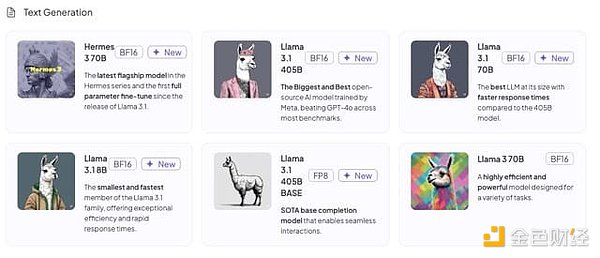 Text Generation
Hermes
3 70B
BF16
New
The latest flagship model in the
Hermes series and the first full
parameter fine-tune since the
release of Llama 3.1.
Hermes 3
Llama
3.1
405B
BF16
New
The Biggest and Best open-
source AI model trained by
Meta, beating GPT-4o across
most benchmarks.
Llama
3.1
70B
BF16
New
The best LLM at its size with
faster response times
compared to the 405B
model.
Llama
3.1 8B
BF16
New
The smallest and fastest
member of the Llama 3.1
family, offering exceptional
efficiency and rapid
response times.
Llama
3.1
405B
BASE
FP8
New
SOTA base completion
model that enables seamless
interactions.
Llama 3 70B
BF16
A highly efficient and
powerful model designed for
a variety of tasks.
金色财经